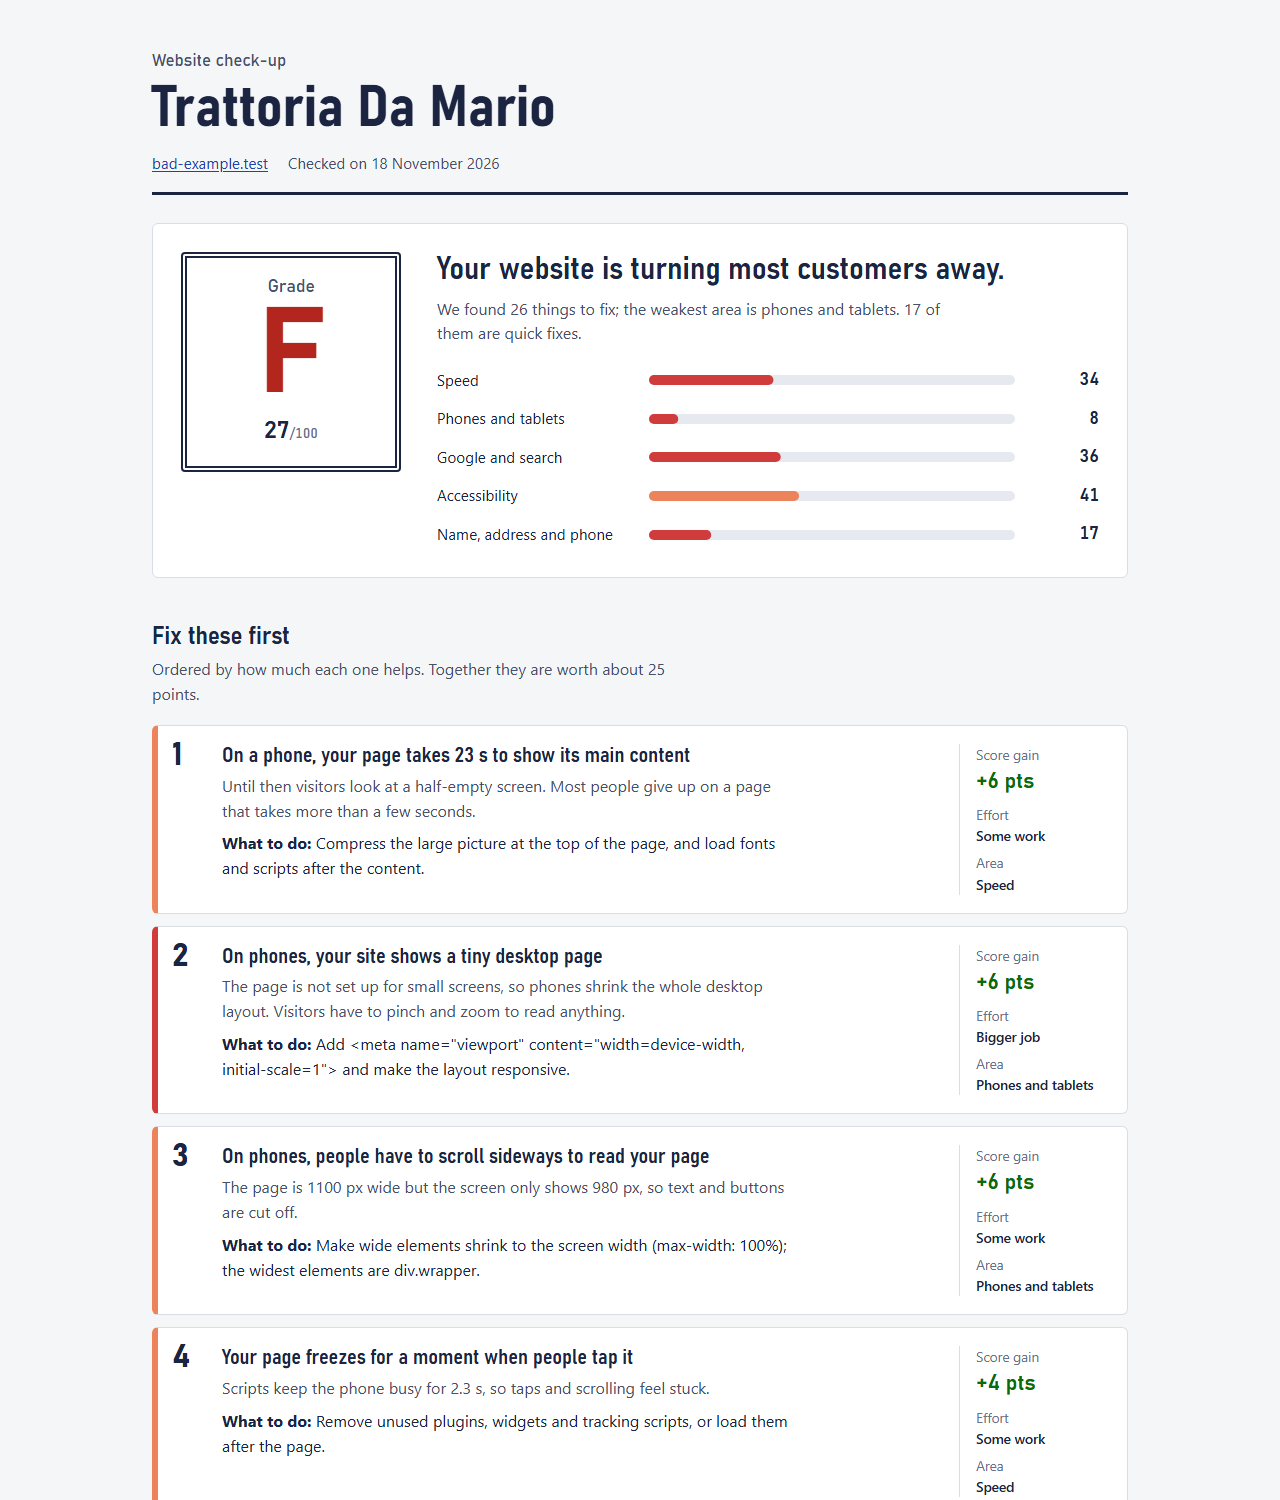 Website check-up
Trattoria Da Mario
bad-example.test Checked on 18 November 2026
Grade
F
27/100
Your website is turning most customers away.
We found 26 things to fix; the weakest area is phones and tablets. 17 of
them are quick fixes.
Speed 34
Phones and tablets 8
Google and search 36
Accessibility 41
Name, address and phone 17
Fix these first
Ordered by how much each one helps. Together they are worth about 25
points.
1
On a phone, your page takes 23 s to show its main content
Until then visitors look at a half-empty screen. Most people give up on a page
that takes more than a few seconds.
What to do: Compress the large picture at the top of the page, and load fonts
and scripts after the content.
Score gain
+6 pts
Effort
Some work
Area
Speed
2
On phones, your site shows a tiny desktop page
The page is not set up for small screens, so phones shrink the whole desktop
layout. Visitors have to pinch and zoom to read anything.
What to do: Add <meta name="viewport" content="width=device-width,
initial-scale=1"> and make the layout responsive.
Score gain
+6 pts
Effort
Bigger job
Area
Phones and tablets
3
On phones, people have to scroll sideways to read your page
The page is 1100 px wide but the screen only shows 980 px, so text and buttons
are cut off.
What to do: Make wide elements shrink to the screen width (max-width: 100%);
the widest elements are div.wrapper.
Score gain
+6 pts
Effort
Some work
Area
Phones and tablets
4
Your page freezes for a moment when people tap it
Scripts keep the phone busy for 2.3 s, so taps and scrolling feel stuck.
What to do: Remove unused plugins, widgets and tracking scripts, or load them
after the page.
Score gain
+4 pts
Effort
Some work
Area
Speed